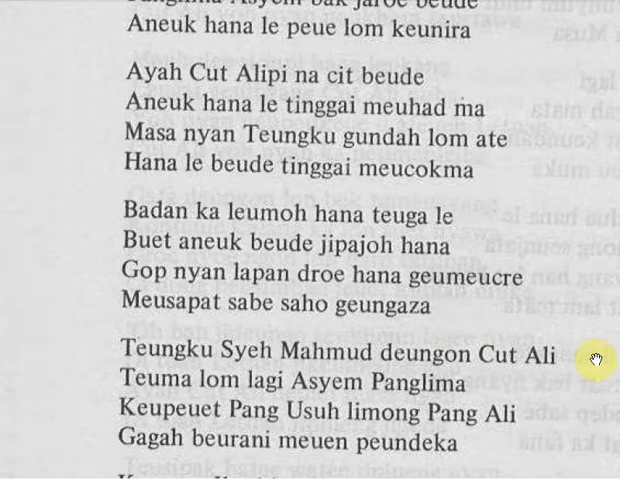 Aneuk hana le peue lom keunira
Ayah Cut Alipi na cit beude
Aneuk hana le tinggai meuhad ma
Masa nyan Teungku gundah lom ate
Hana le beude tinggai meucokma
Badan ka leumoh hana teuga le
Buet aneuk beude jipajoh hana
Gop nyan lapan droe hana geumeucre
Meusapat sabe saho geungaza
Teungku Syeh Mahmud deungon Cut Ali
Teuma lom lagi Asyem Panglima
Keupeuet Pang Usuh limong Pang Ali
Gagah beurani meuen peundeka